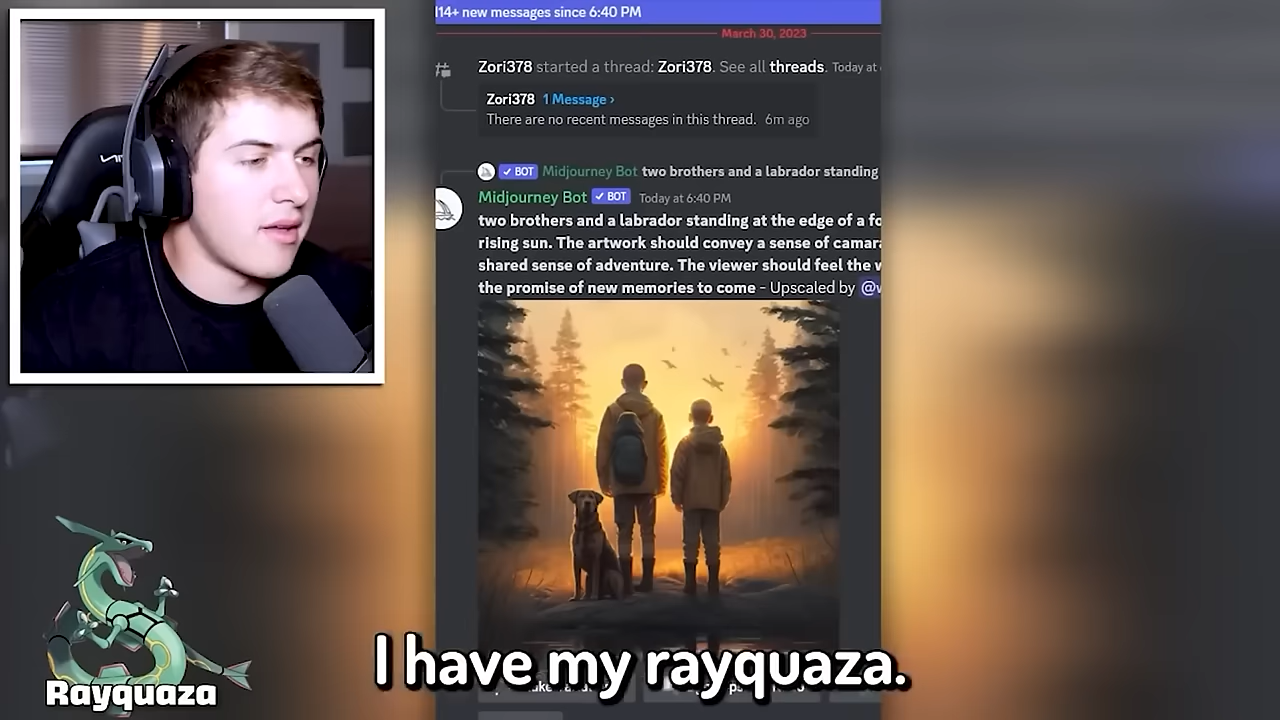 114+ new messages since 6:40 PM
March 30, 2023
Zori378 started a thread: Zori378. See all threads. Today at
Zori378 1 Message ›
There are no recent messages in this thread. 6m ago
✓ BOT Midjourney Bot two brothers and a labrador standing
Midjourney Bot ✓ BOT Today at 6:40 PM
two brothers and a labrador standing at the edge of a fo
rising sun. The artwork should convey a sense of camara
shared sense of adventure. The viewer should feel the w
the promise of new memories to come - Upscaled by @w
I have my rayquaza.
Rayquaza